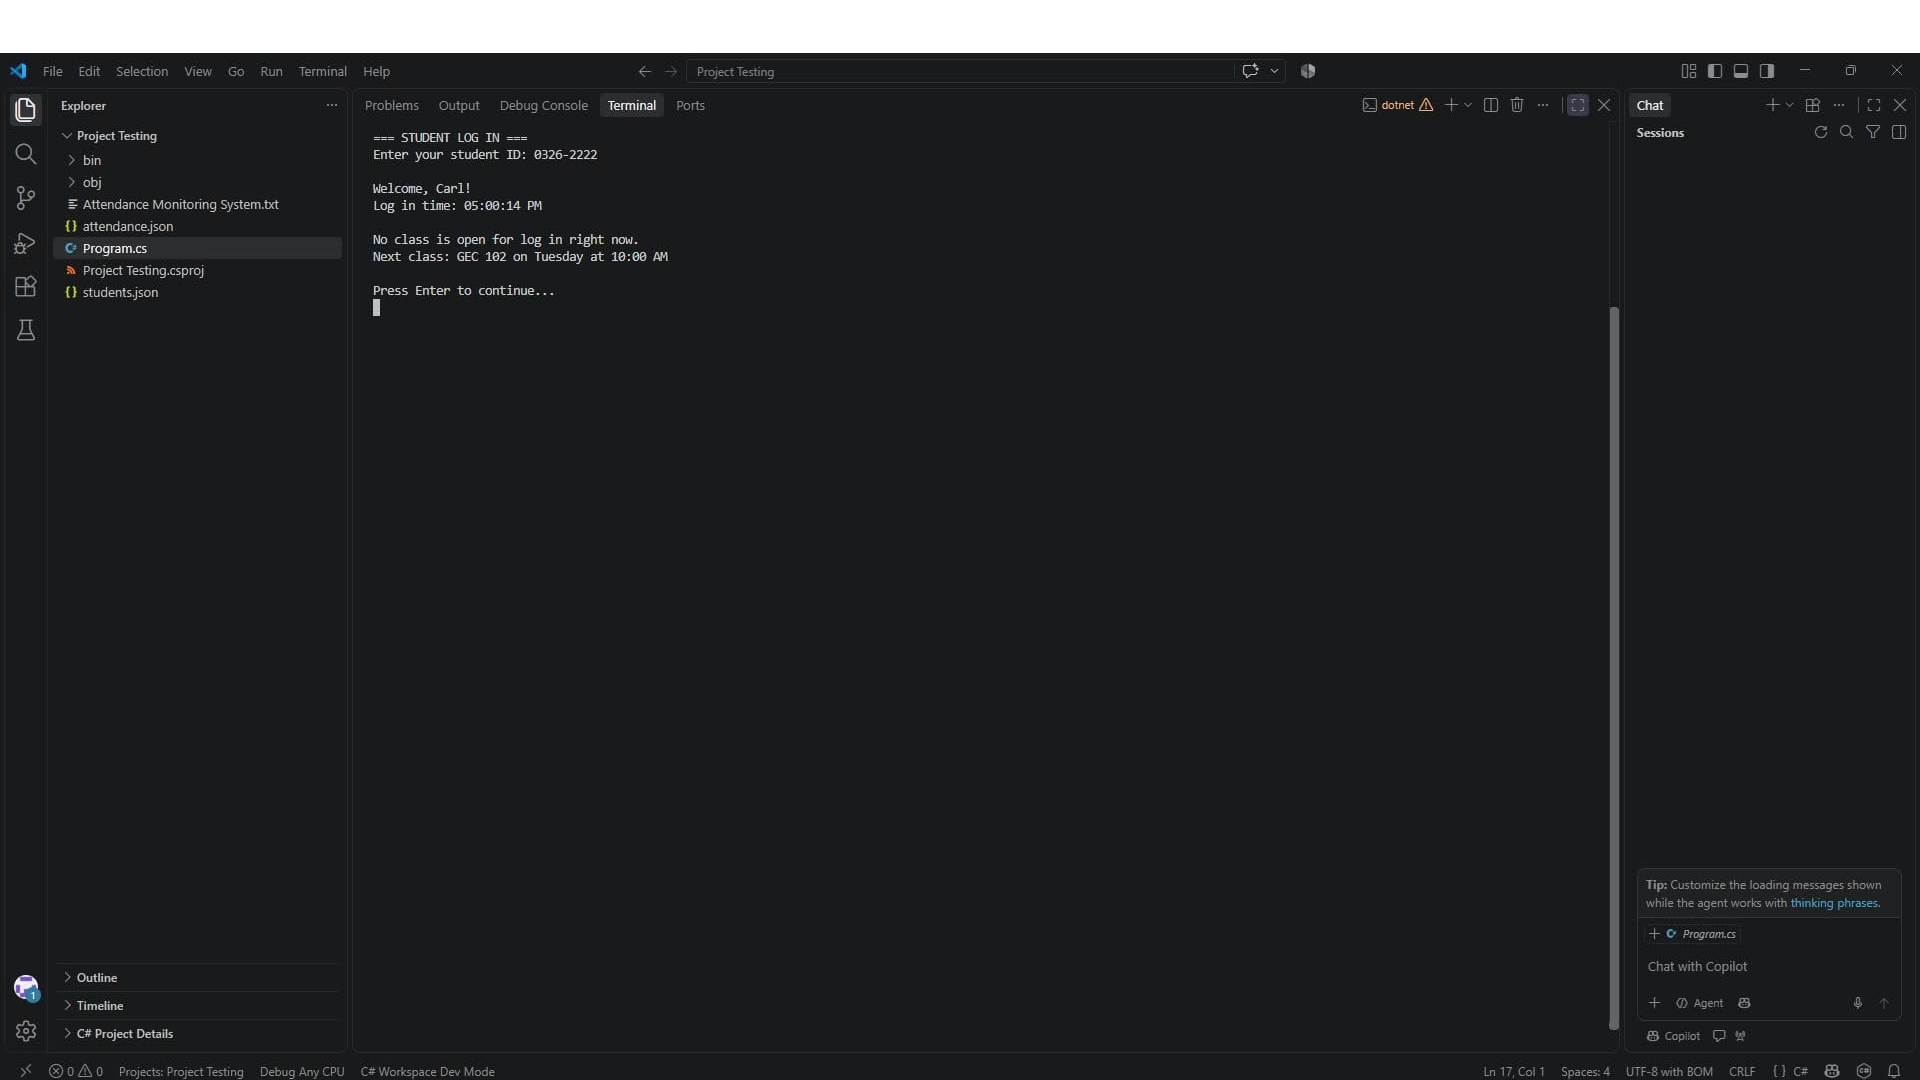 File Edit Selection View Go Run Terminal Help
Project Testing
Explorer
Project Testing
bin
obj
Attendance Monitoring System.txt
{} attendance.json
Program.cs
Project Testing.csproj
{} students.json
Outline
Timeline
C# Project Details
Problems Output Debug Console Terminal Ports
dotnet
=== STUDENT LOG IN ===
Enter your student ID: 0326-2222
Welcome, Carl!
Log in time: 05:00:14 PM
No class is open for log in right now.
Next class: GEC 102 on Tuesday at 10:00 AM
Press Enter to continue...
Chat
Sessions
Tip: Customize the loading messages shown
while the agent works with thinking phrases.
Program.cs
Chat with Copilot
Agent
Copilot
1
0 0 Projects: Project Testing Debug Any CPU C# Workspace Dev Mode
Ln 17, Col 1 Spaces: 4 UTF-8 with BOM CRLF {} C#